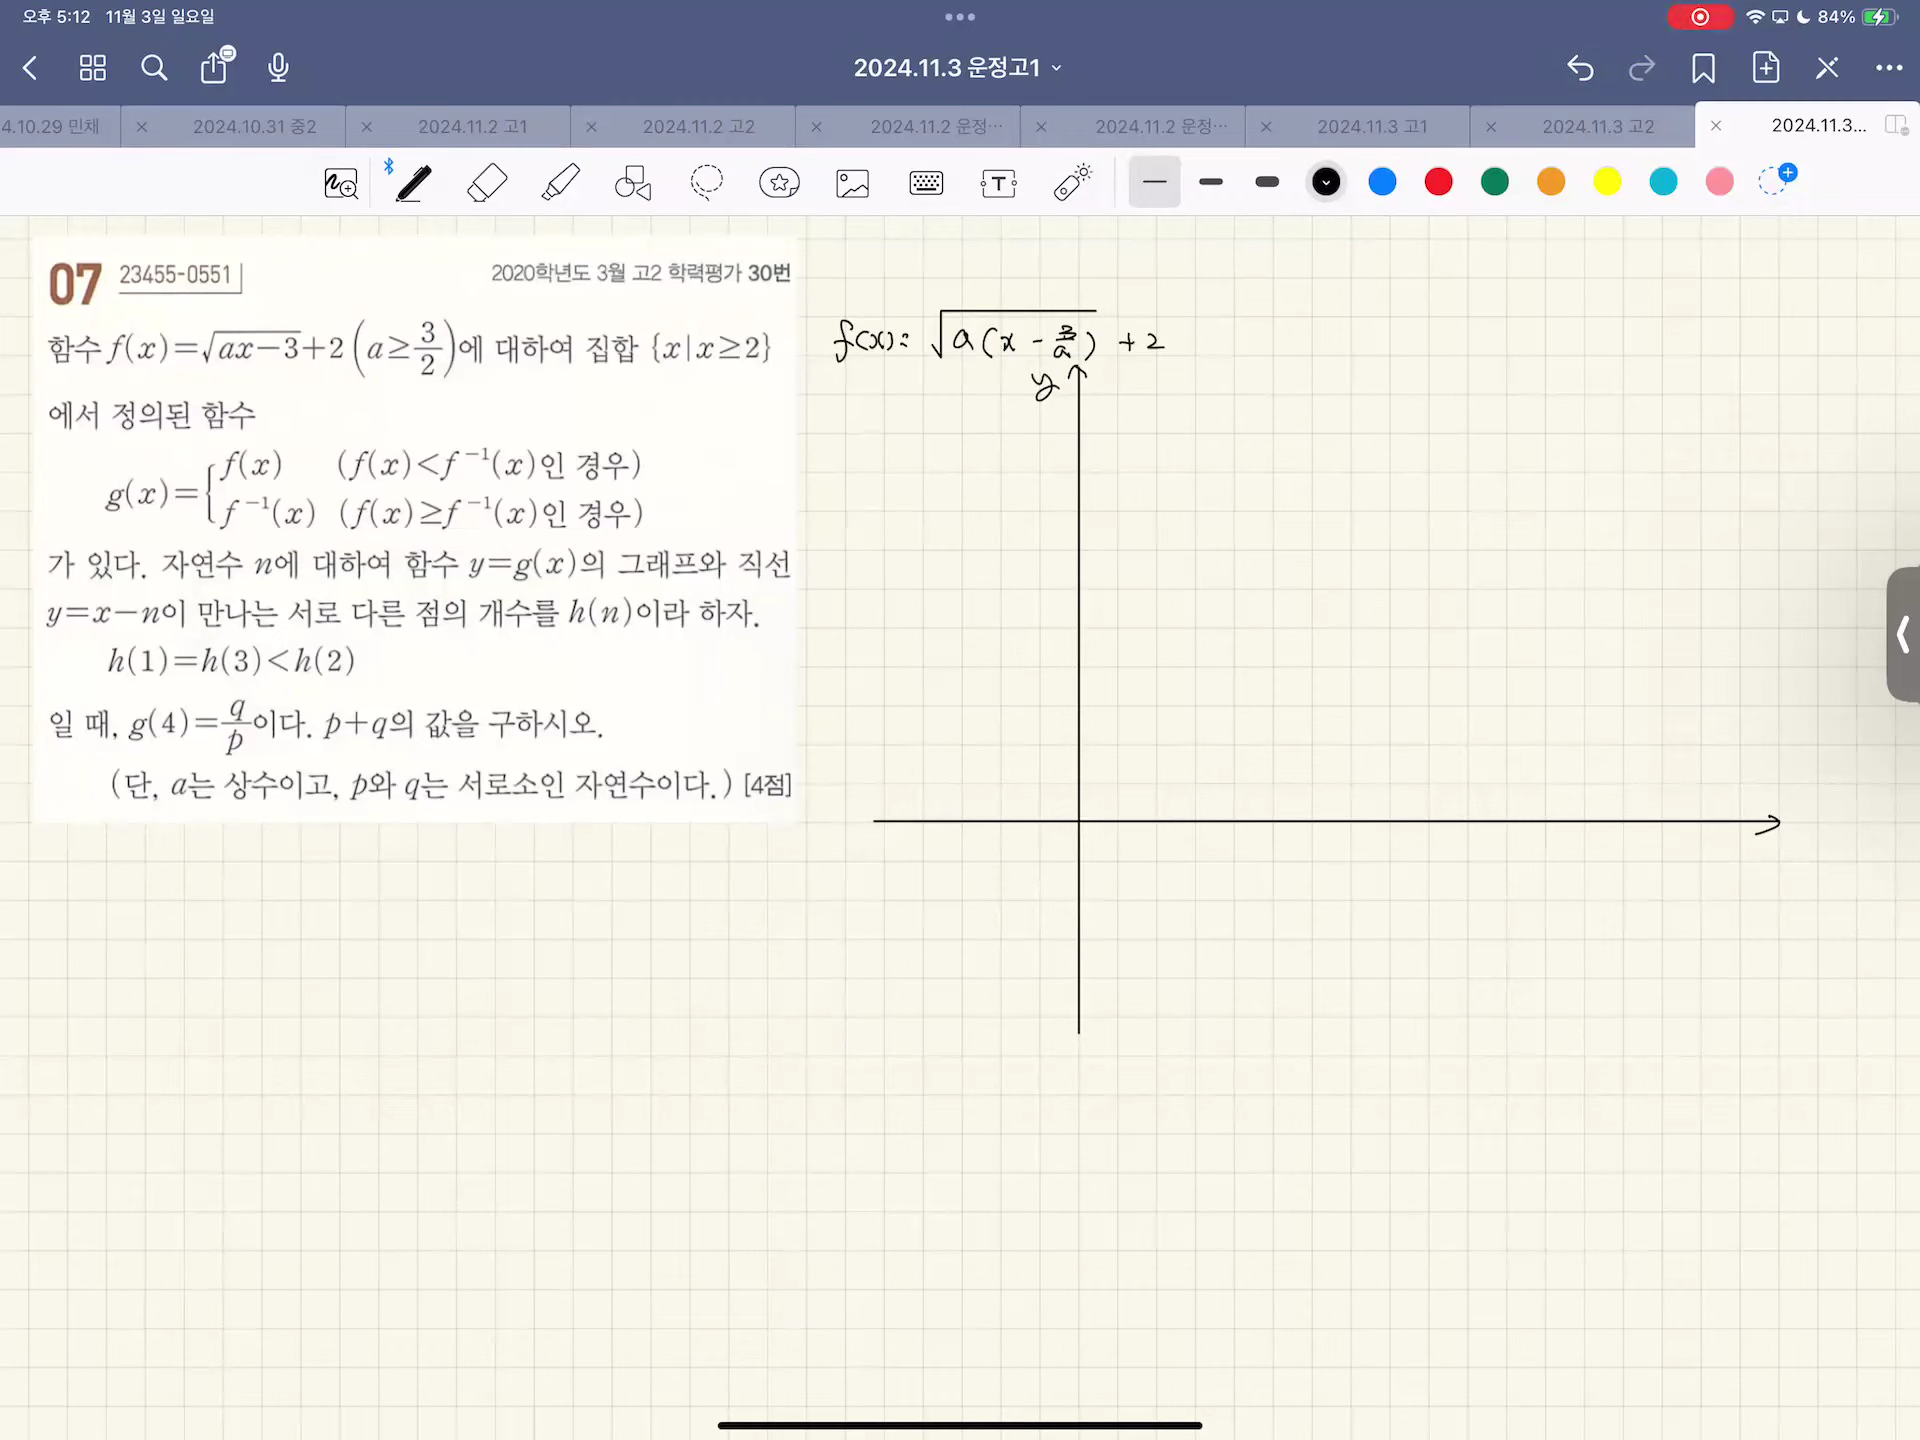 오후 5:12 11월 3일 일요일
84%
2024.11.3 운정고1
4.10.29 민채
2024.10.31 중2
2024.11.2 고1
2024.11.2 고2
2024.11.2 운정…
2024.11.2 운정…
2024.11.3 고1
2024.11.3 고2
2024.11.3...
07 23455-0551 2020학년도 3월 고2 학력평가 30번
함수 f(x)=√(ax-3)+2 (a≥3/2)에 대하여 집합 {x|x≥2}
에서 정의된 함수
g(x)={ f(x) (f(x)<f⁻¹(x)인 경우)
f⁻¹(x) (f(x)≥f⁻¹(x)인 경우)
가 있다. 자연수 n에 대하여 함수 y=g(x)의 그래프와 직선
y=x-n이 만나는 서로 다른 점의 개수를 h(n)이라 하자.
h(1)=h(3)<h(2)
일 때, g(4)=q/p이다. p+q의 값을 구하시오.
(단, a는 상수이고, p와 q는 서로소인 자연수이다.) [4점]
f(x)= √(a(x - 3/a)) + 2
y